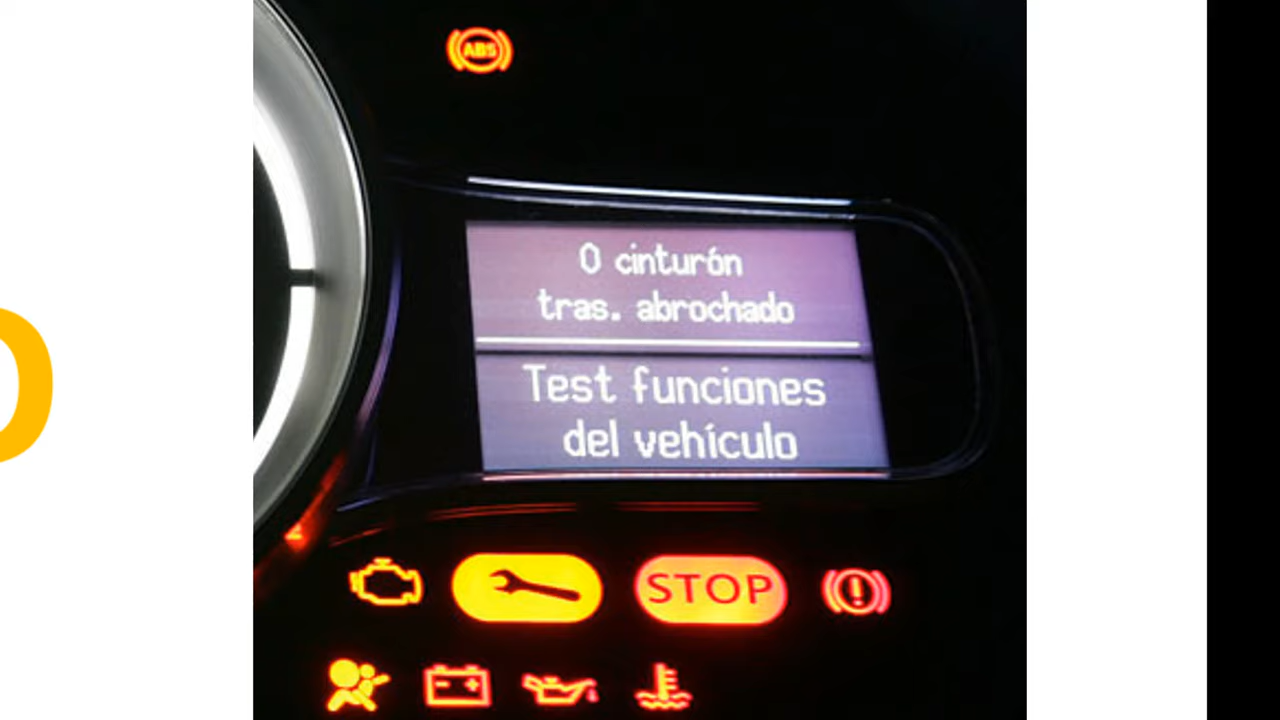 ABS
0 cinturón
tras. abrochado
Test funciones
del vehículo
STOP